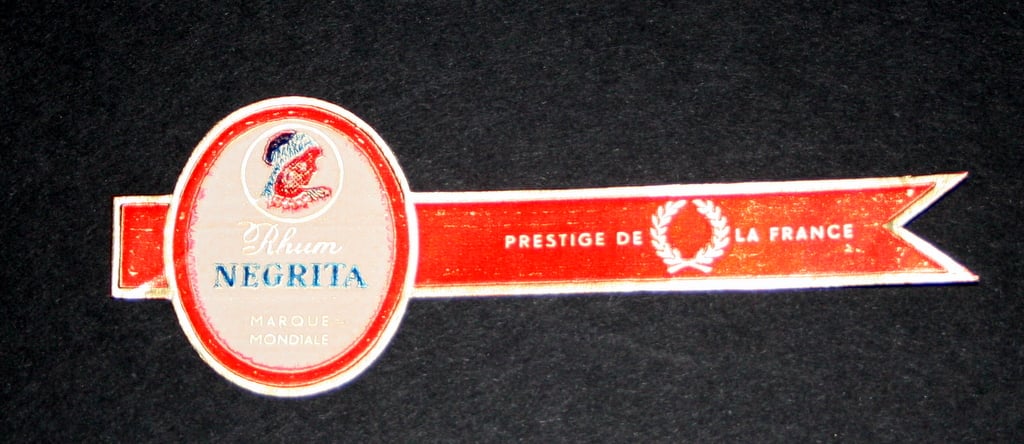 Rhum
NEGRITA
MARQUE
MONDIALE
PRESTIGE DE LA FRANCE